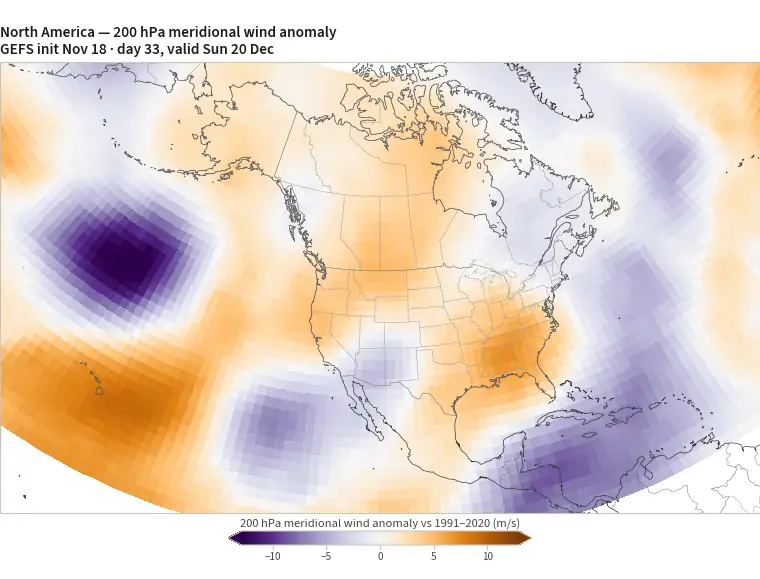 North America — 200 hPa meridional wind anomaly
GEFS init Nov 18 · day 33, valid Sun 20 Dec
200 hPa meridional wind anomaly vs 1991–2020 (m/s)
−10 −5 0 5 10